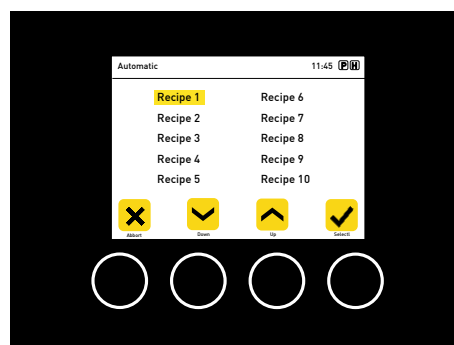 Automatic 11:45 P H
Recipe 1 Recipe 6
Recipe 2 Recipe 7
Recipe 3 Recipe 8
Recipe 4 Recipe 9
Recipe 5 Recipe 10
Abbort Down Up Selecti